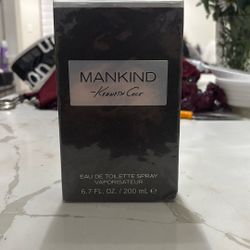 MANKIND
Kenneth Cole
EAU DE TOILETTE SPRAY
VAPORISATEUR
6.7 FL. OZ. / 200 mL e